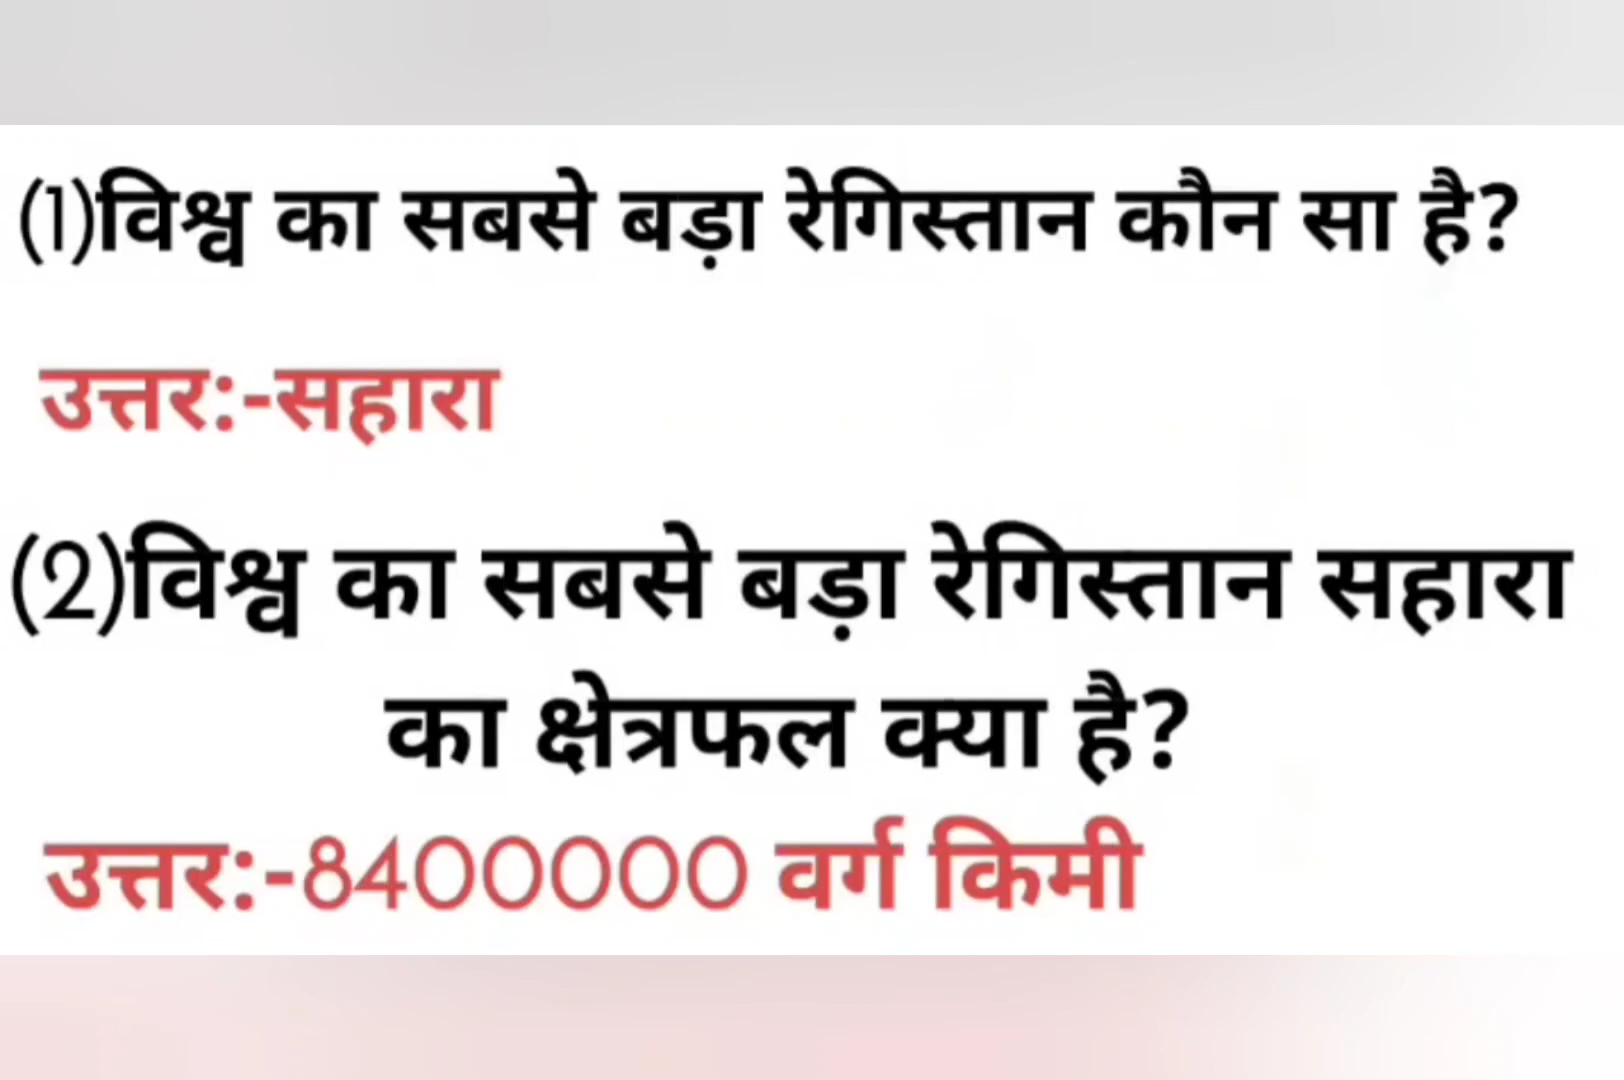 (1)विश्व का सबसे बड़ा रेगिस्तान कौन सा है?
उत्तर:-सहारा
(2)विश्व का सबसे बड़ा रेगिस्तान सहारा
का क्षेत्रफल क्या है?
उत्तर:-8400000 वर्ग किमी